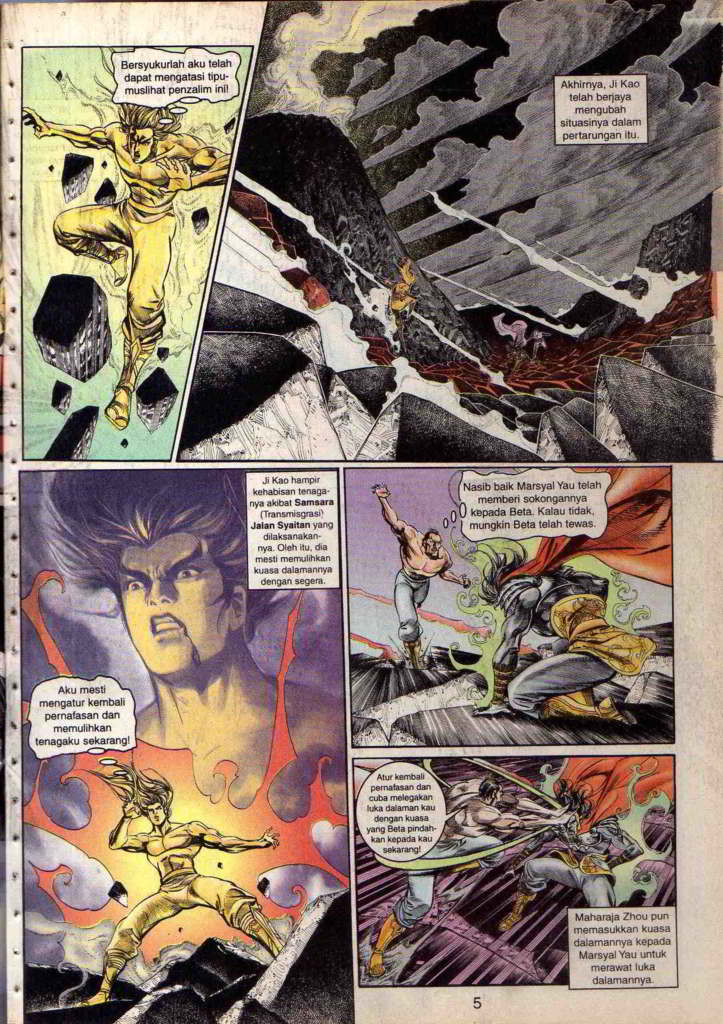 Bersyukurlah aku telah
dapat mengatasi tipu-
muslihat penzalim ini!
Akhirnya, Ji Kao
telah berjaya
mengubah
situasinya dalam
pertarungan itu.
Ji Kao hampir
kehabisan tenaga-
nya akibat Samsara
(Transmisgrasi)
Jalan Syaitan yang
dilaksanakan-
nya. Oleh itu, dia
mesti memulihkan
kuasa dalamannya
dengan segera.
Aku mesti
mengatur kembali
pernafasan dan
memulihkan
tenagaku sekarang!
Nasib baik Marsyal Yau telah
memberi sokongannya
kepada Beta. Kalau tidak,
mungkin Beta telah tewas.
Atur kembali
pernafasan dan
cuba melegakan
luka dalaman kau
dengan kuasa
yang Beta pindah-
kan kepada kau
sekarang!
Maharaja Zhou pun
memasukkan kuasa
dalamannya kepada
Marsyal Yau untuk
merawat luka
dalamannya.
5